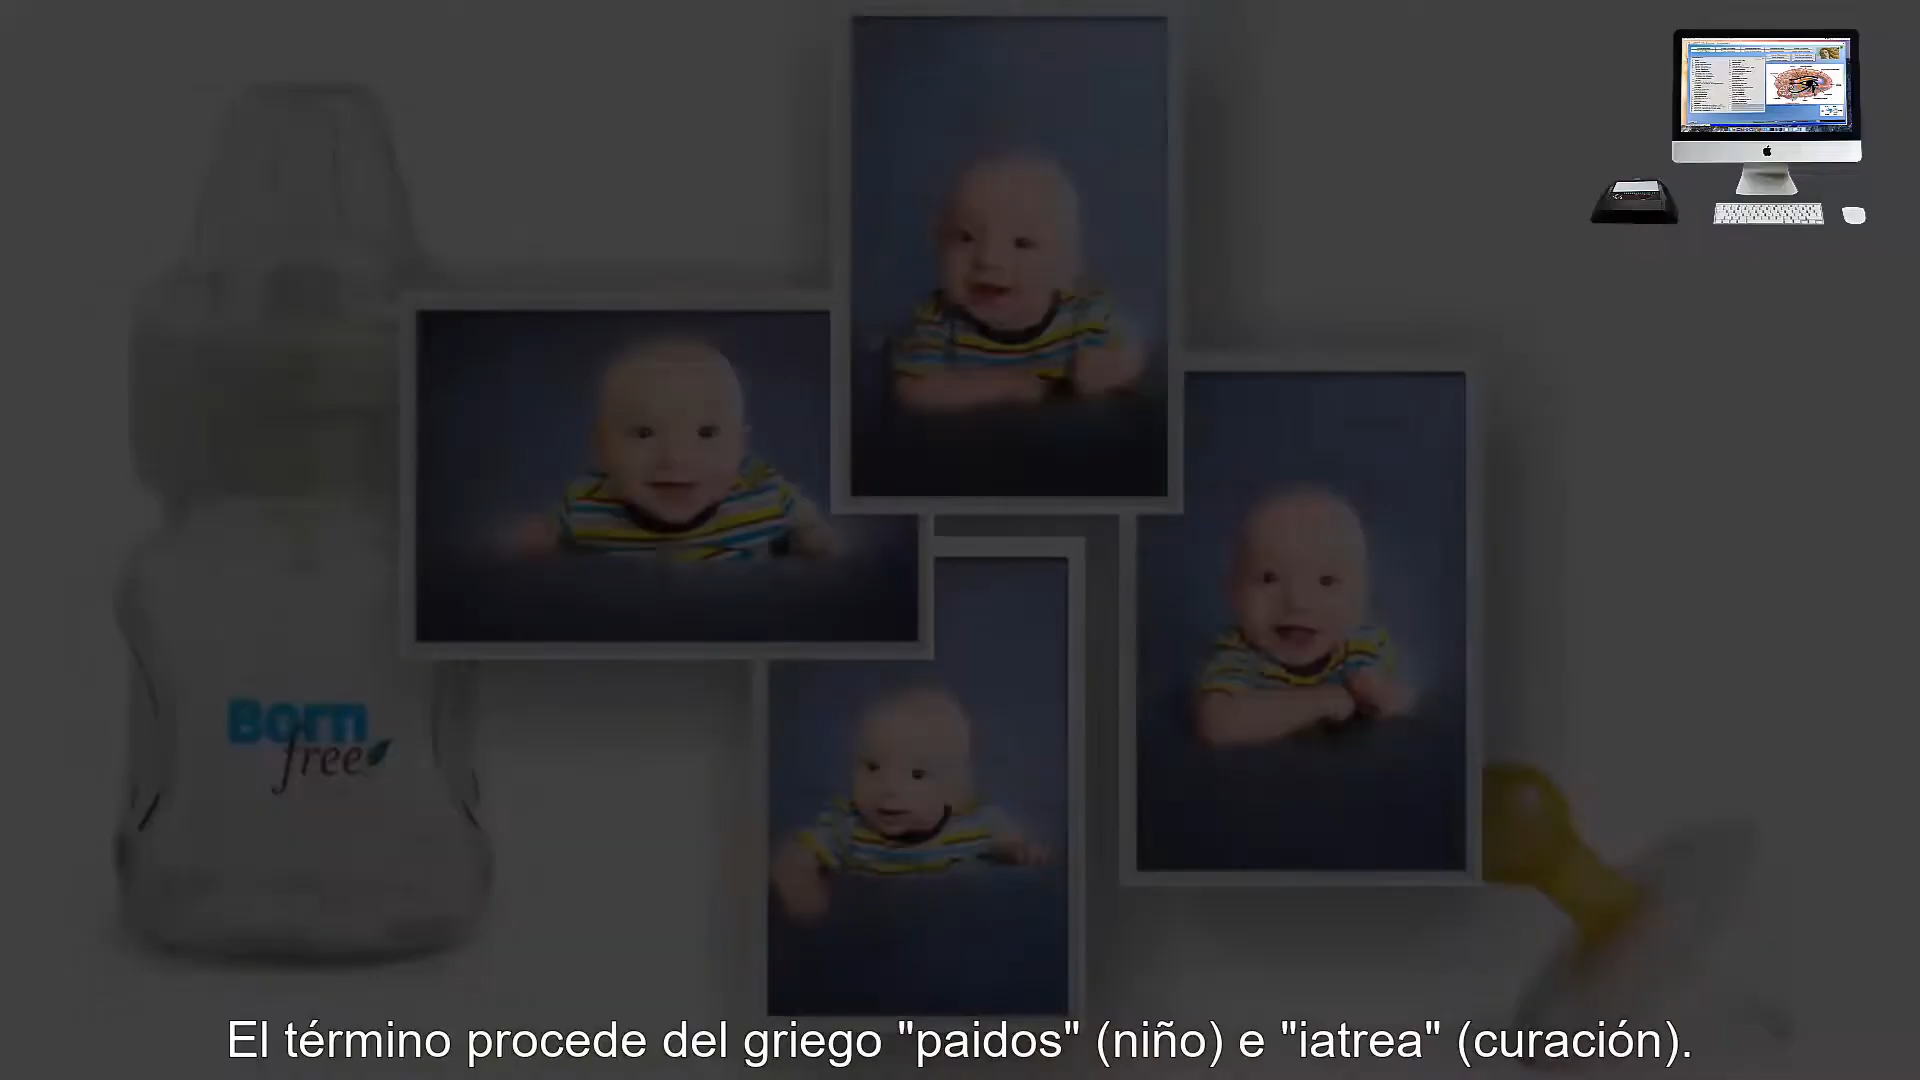 Born
free
El término procede del griego "paidos" (niño) e "iatrea" (curación).